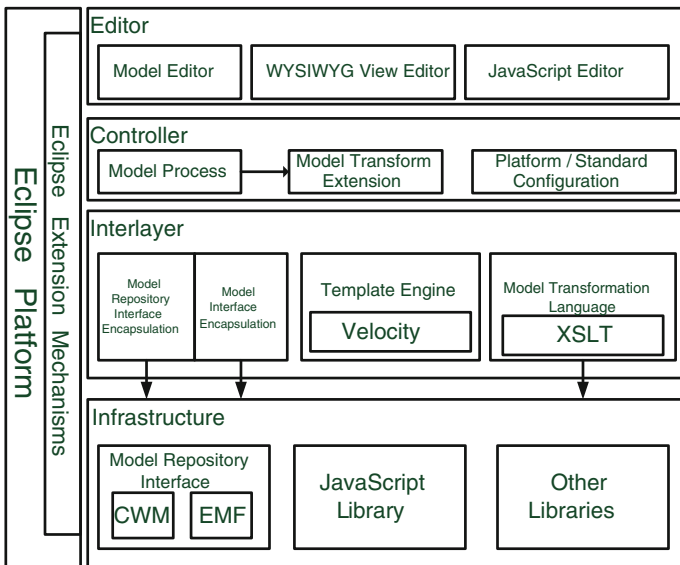 Eclipse Platform
Eclipse Extension Mechanisms
Editor
Model Editor
WYSIWYG View Editor
JavaScript Editor
Controller
Model Process
Model Transform
Extension
Platform / Standard
Configuration
Interlayer
Model
Repository
Interface
Encapsulation
Model
Interface
Encapsulation
Template Engine
Velocity
Model Transformation
Language
XSLT
Infrastructure
Model Repository
Interface
CWM
EMF
JavaScript
Library
Other
Libraries